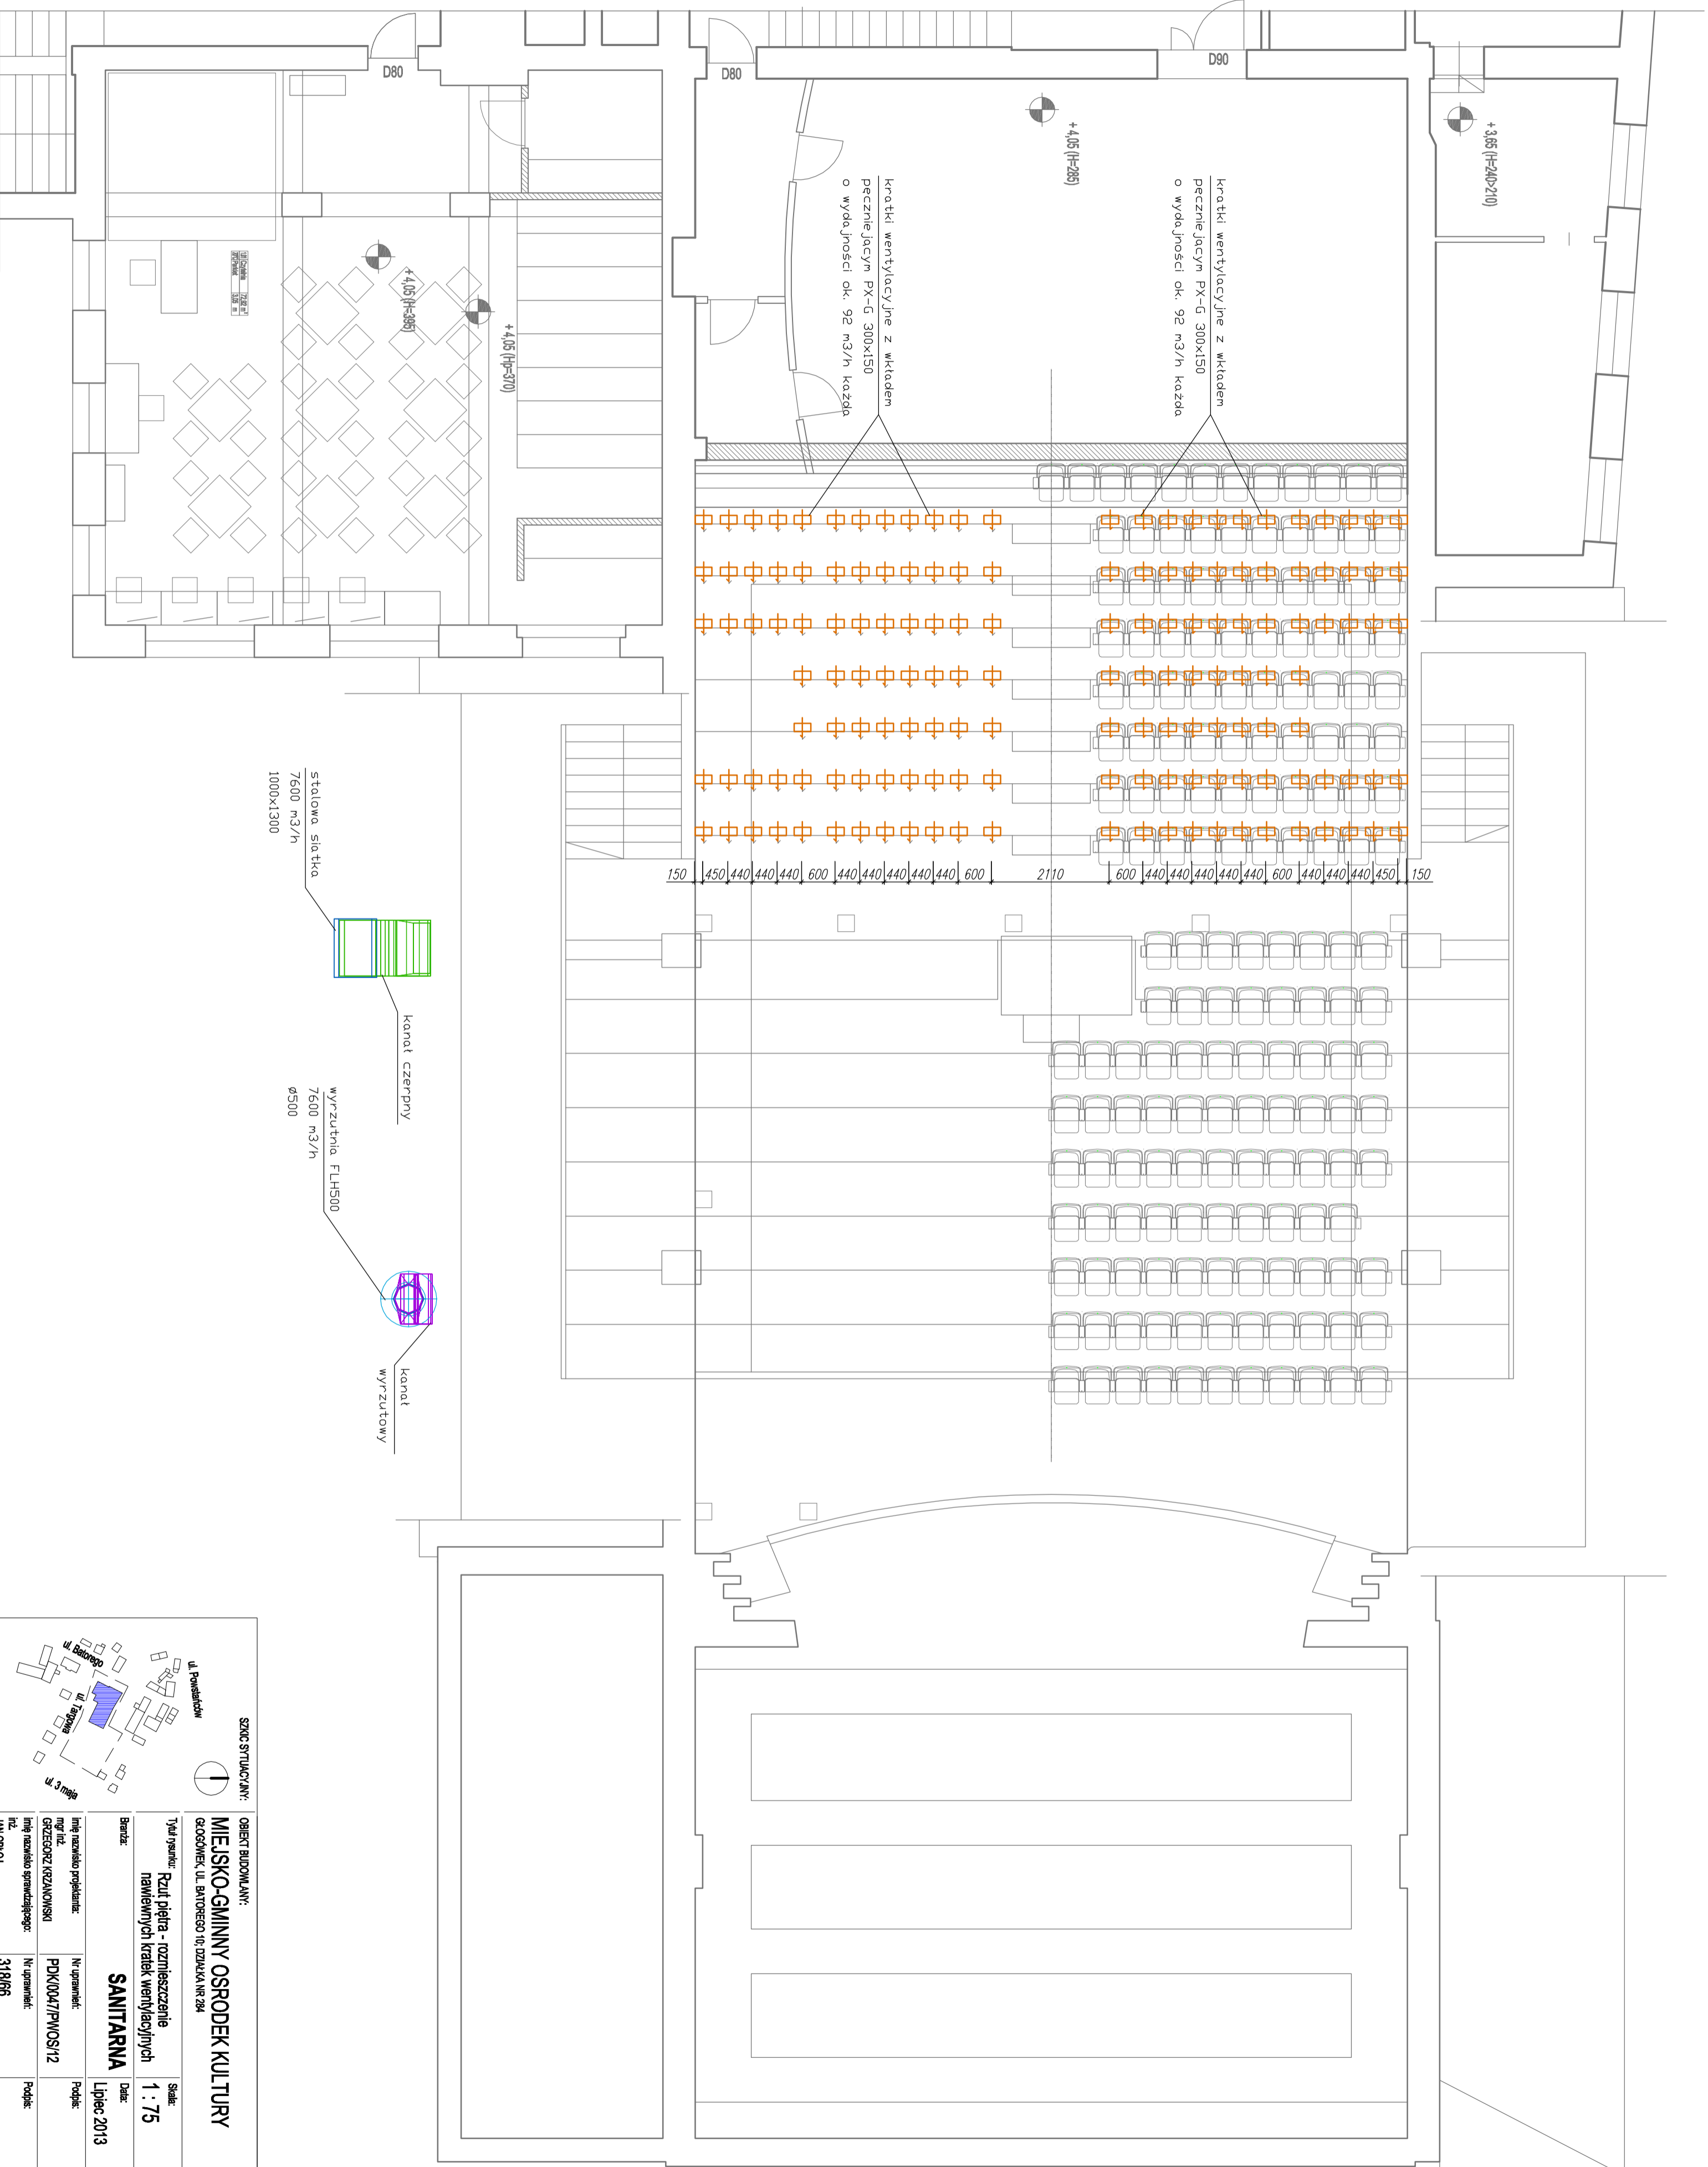 D80
D80
D90
+ 4,05 (H=285)
+ 3,65 (H=240>210)
kratki wentylacyjne z wkładem
pęczniejącym PX-G 300x150
o wydajności ok. 92 m3/h każda
kratki wentylacyjne z wkładem
pęczniejącym PX-G 300x150
o wydajności ok. 92 m3/h każda
+ 4,05 (H=395)
+ 4,05 (Hp=370)
150 450 440 440 440 600 440 440 440 440 440 600 2110 600 440 440 440 440 440 600 440 440 440 450 150
stalowa siatka
7600 m3/h
1000x1300
kanał czerpny
wyrzutnia FLH500
7600 m3/h
ø500
kanał
wyrzutowy
SZKIC SYTUACYJNY:
ul. Powstańców
ul. Batorego
ul. Targowa
ul. 3 maja
OBIEKT BUDOWLANY:
MIEJSKO-GMINNY OSRODEK KULTURY
GŁOGÓWEK, UL. BATOREGO 10; DZIAŁKA NR 284
Tytuł rysunku:
Rzut piętra - rozmieszczenie
nawiewnych kratek wentylacyjnych
Skala:
1 : 75
Branża:
SANITARNA
Data:
Lipiec 2013
Imię nazwisko projektanta:
mgr inż.
GRZEGORZ KRZANOWSKI
Nr uprawnień:
PDK/0047/PWOS/12
Podpis:
Imię nazwisko sprawdzającego:
inż.
Nr uprawnień:
318/66
Podpis: